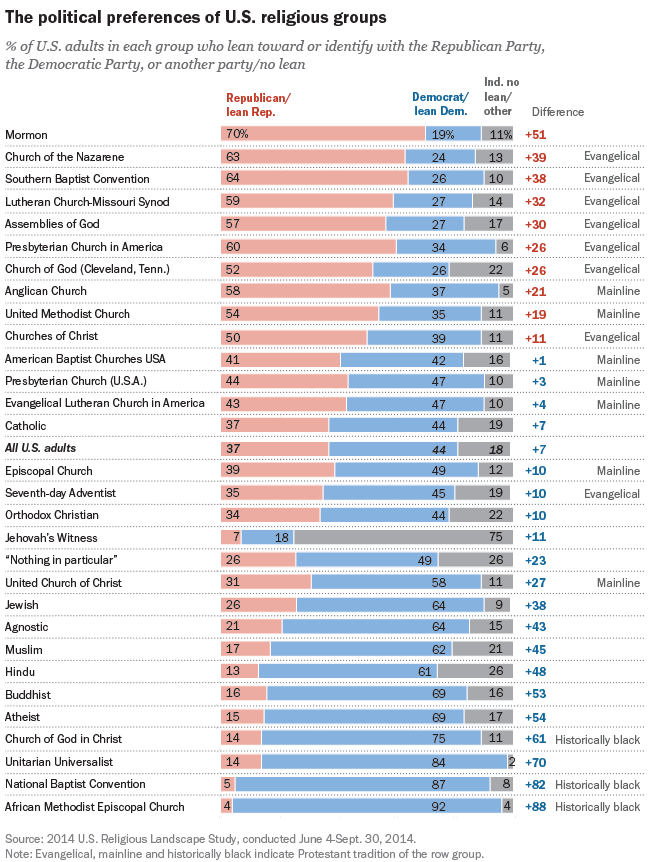 The political preferences of U.S. religious groups
% of U.S. adults in each group who lean toward or identify with the Republican Party,
the Democratic Party, or another party/no lean
Republican/
lean Rep.
Democrat/
lean Dem.
Ind. no
lean/
other
Difference
Mormon 70% 19% 11% +51
Church of the Nazarene 63 24 13 +39 Evangelical
Southern Baptist Convention 64 26 10 +38 Evangelical
Lutheran Church-Missouri Synod 59 27 14 +32 Evangelical
Assemblies of God 57 27 17 +30 Evangelical
Presbyterian Church in America 60 34 6 +26 Evangelical
Church of God (Cleveland, Tenn.) 52 26 22 +26 Evangelical
Anglican Church 58 37 5 +21 Mainline
United Methodist Church 54 35 11 +19 Mainline
Churches of Christ 50 39 11 +11 Evangelical
American Baptist Churches USA 41 42 16 +1 Mainline
Presbyterian Church (U.S.A.) 44 47 10 +3 Mainline
Evangelical Lutheran Church in America 43 47 10 +4 Mainline
Catholic 37 44 19 +7
All U.S. adults 37 44 18 +7
Episcopal Church 39 49 12 +10 Mainline
Seventh-day Adventist 35 45 19 +10 Evangelical
Orthodox Christian 34 44 22 +10
Jehovah's Witness 7 18 75 +11
"Nothing in particular" 26 49 26 +23
United Church of Christ 31 58 11 +27 Mainline
Jewish 26 64 9 +38
Agnostic 21 64 15 +43
Muslim 17 62 21 +45
Hindu 13 61 26 +48
Buddhist 16 69 16 +53
Atheist 15 69 17 +54
Church of God in Christ 14 75 11 +61 Historically black
Unitarian Universalist 14 84 2 +70
National Baptist Convention 5 87 8 +82 Historically black
African Methodist Episcopal Church 4 92 4 +88 Historically black
Source: 2014 U.S. Religious Landscape Study, conducted June 4-Sept. 30, 2014.
Note: Evangelical, mainline and historically black indicate Protestant tradition of the row group.